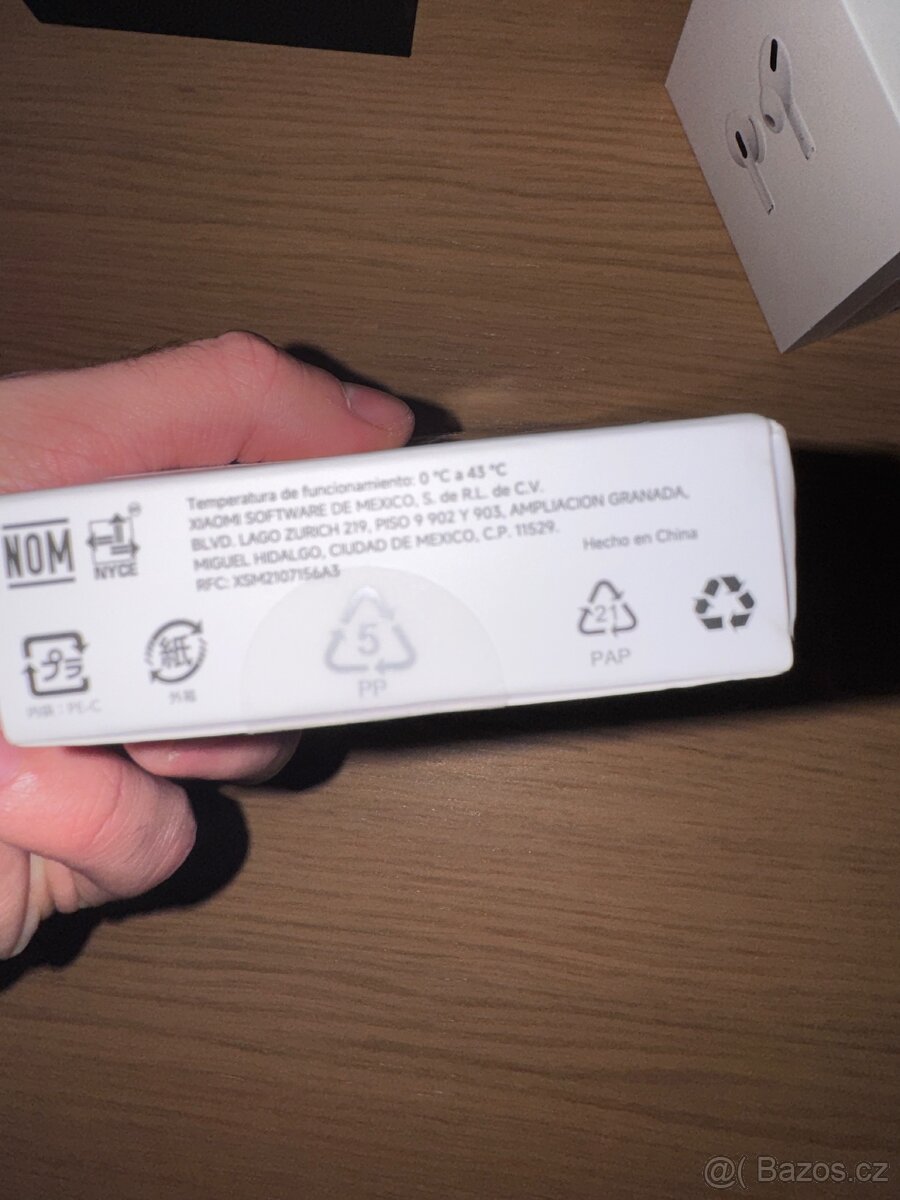 NOM
NYCE
Temperatura de funcionamiento: 0 °C a 43 °C
XIAOMI SOFTWARE DE MEXICO, S. de R.L. de C.V.
BLVD. LAGO ZURICH 219, PISO 9 902 Y 903, AMPLIACION GRANADA,
MIGUEL HIDALGO, CIUDAD DE MEXICO, C.P. 11529.
RFC: XSM2107156A3
Hecho en China
プラ
内袋：PE-C
紙
外箱
5
PP
21
PAP
@( Bazos.cz